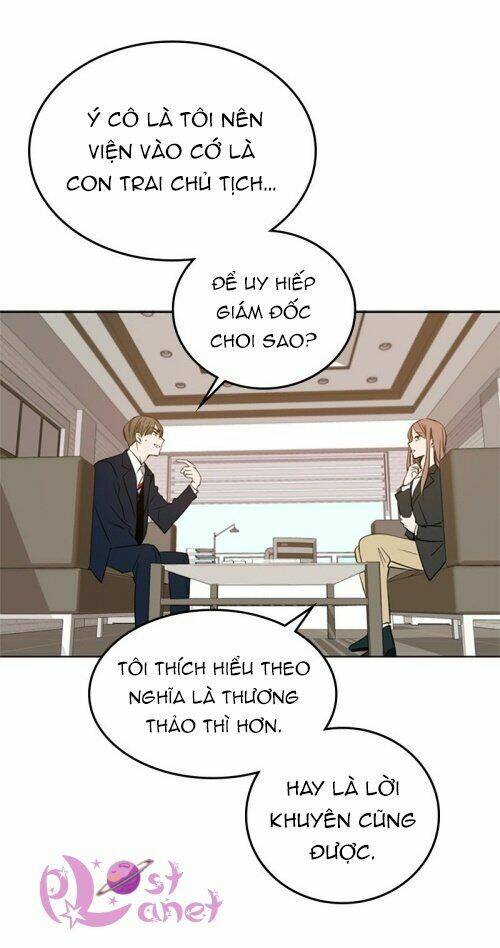 Ý CÔ LÀ TÔI NÊN
VIỆN VÀO CỚ LÀ
CON TRAI CHỦ TỊCH...
ĐỂ UY HIẾP
GIÁM ĐỐC
CHOI SAO?
TÔI THÍCH HIỂU THEO
NGHĨA LÀ THƯƠNG
THẢO THÌ HƠN.
HAY LÀ LỜI
KHUYÊN CŨNG
ĐƯỢC.
Lost
Planet